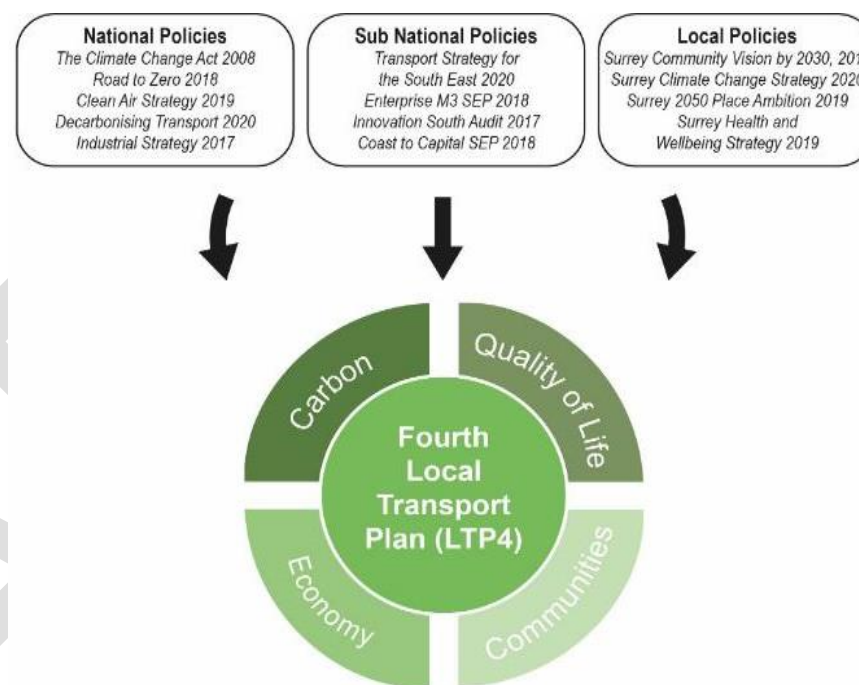 National Policies
The Climate Change Act 2008
Road to Zero 2018
Clean Air Strategy 2019
Decarbonising Transport 2020
Industrial Strategy 2017
Sub National Policies
Transport Strategy for
the South East 2020
Enterprise M3 SEP 2018
Innovation South Audit 2017
Coast to Capital SEP 2018
Local Policies
Surrey Community Vision by 2030,
Surrey Climate Change Strategy 2020
Surrey 2050 Place Ambition 2019
Surrey Health and
Wellbeing Strategy 2019
Carbon
Quality of Life
Fourth
Local
Transport
Plan (LTP4)
Economy
Communities